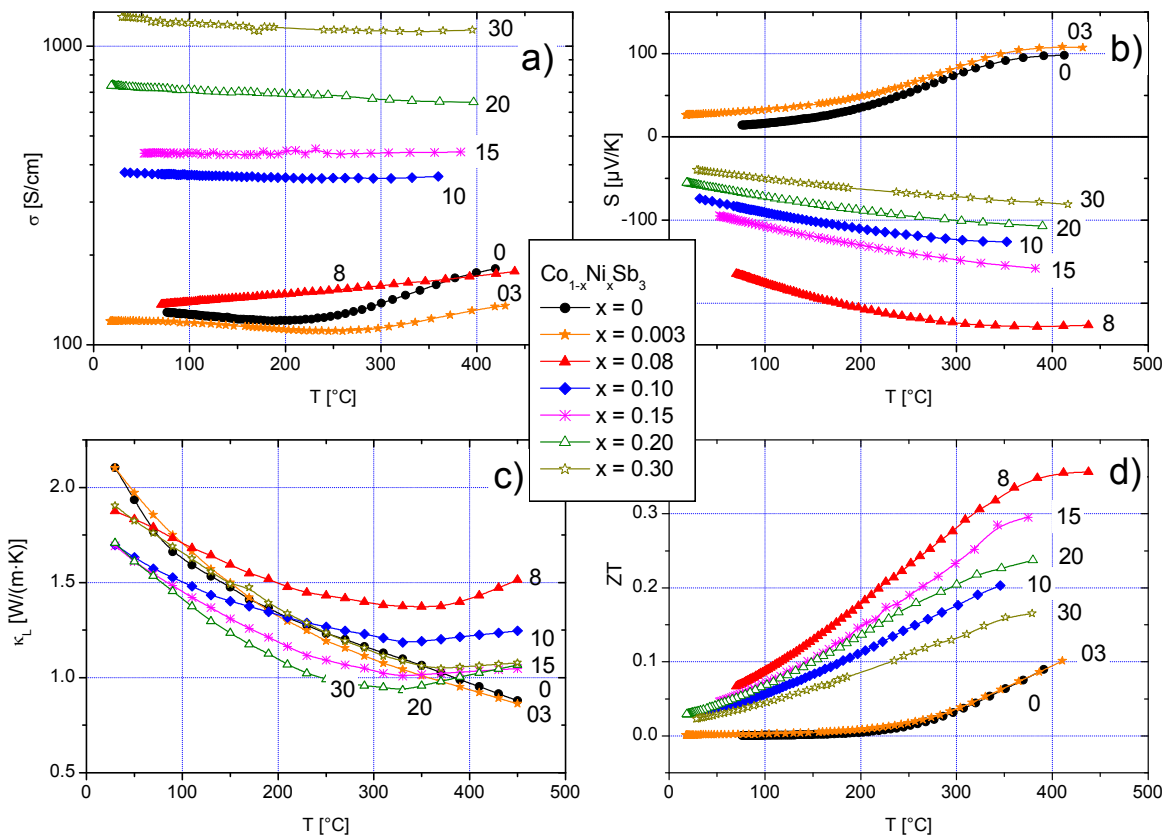 a)
1000
100
σ [S/cm]
30
20
15
10
8
0
03
0 100 200 300 400 500
T [°C]
b)
100
0
-100
S [µV/K]
03
0
30
20
10
15
8
0 100 200 300 400 500
T [°C]
Co1-xNixSb3
x = 0
x = 0.003
x = 0.08
x = 0.10
x = 0.15
x = 0.20
x = 0.30
c)
2.0
1.5
1.0
0.5
κL [W/(m·K)]
8
10
15
0
03
30
20
0 100 200 300 400 500
T [°C]
d)
0.3
0.2
0.1
0.0
ZT
8
15
20
10
30
03
0
0 100 200 300 400 500
T [°C]